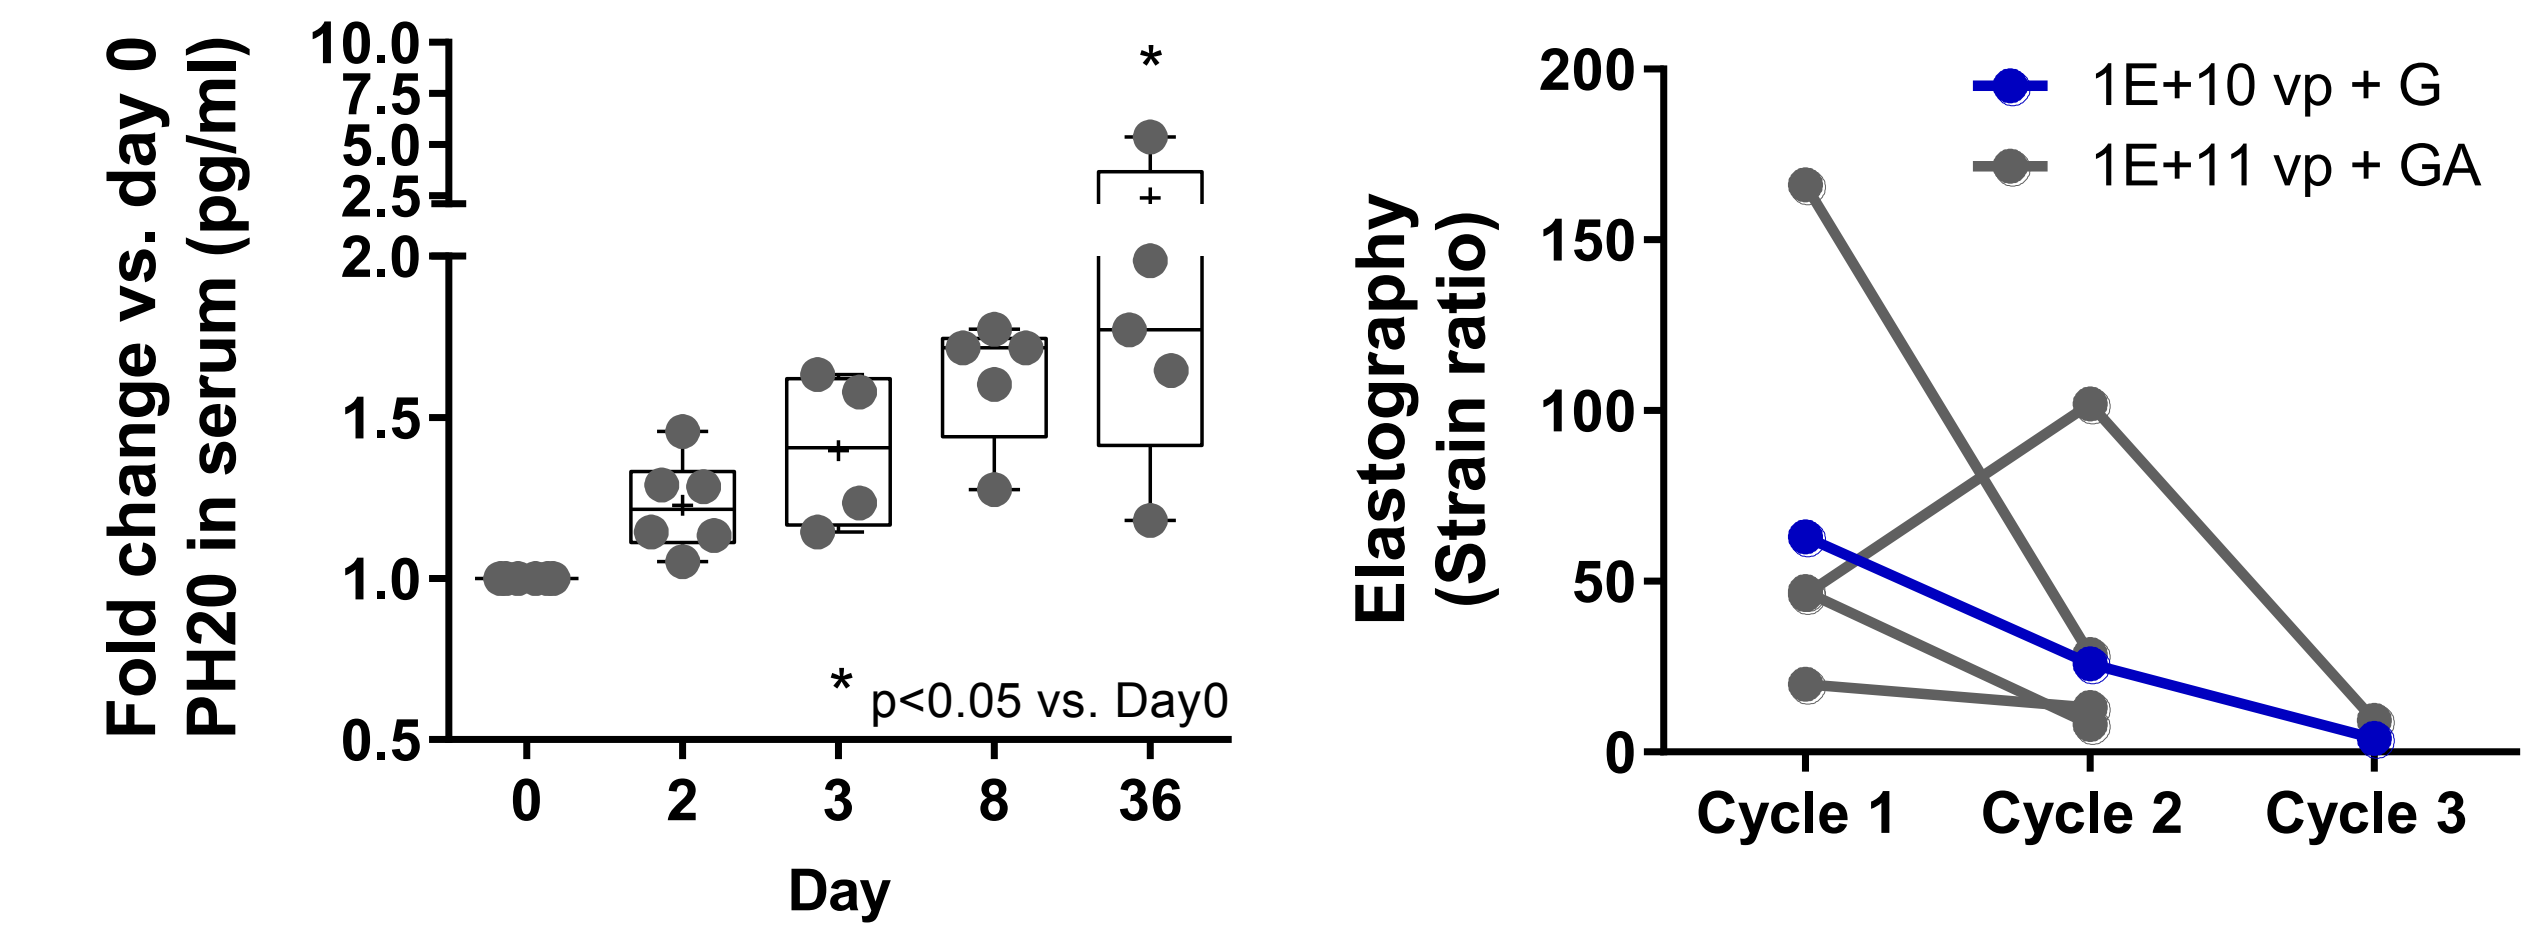 Fold change vs. day 0
PH20 in serum (pg/ml)
10.0
7.5
5.0
2.5
2.0
1.5
1.0
0.5
*
* p<0.05 vs. Day0
0 2 3 8 36
Day
Elastography
(Strain ratio)
200
150
100
50
0
1E+10 vp + G
1E+11 vp + GA
Cycle 1 Cycle 2 Cycle 3